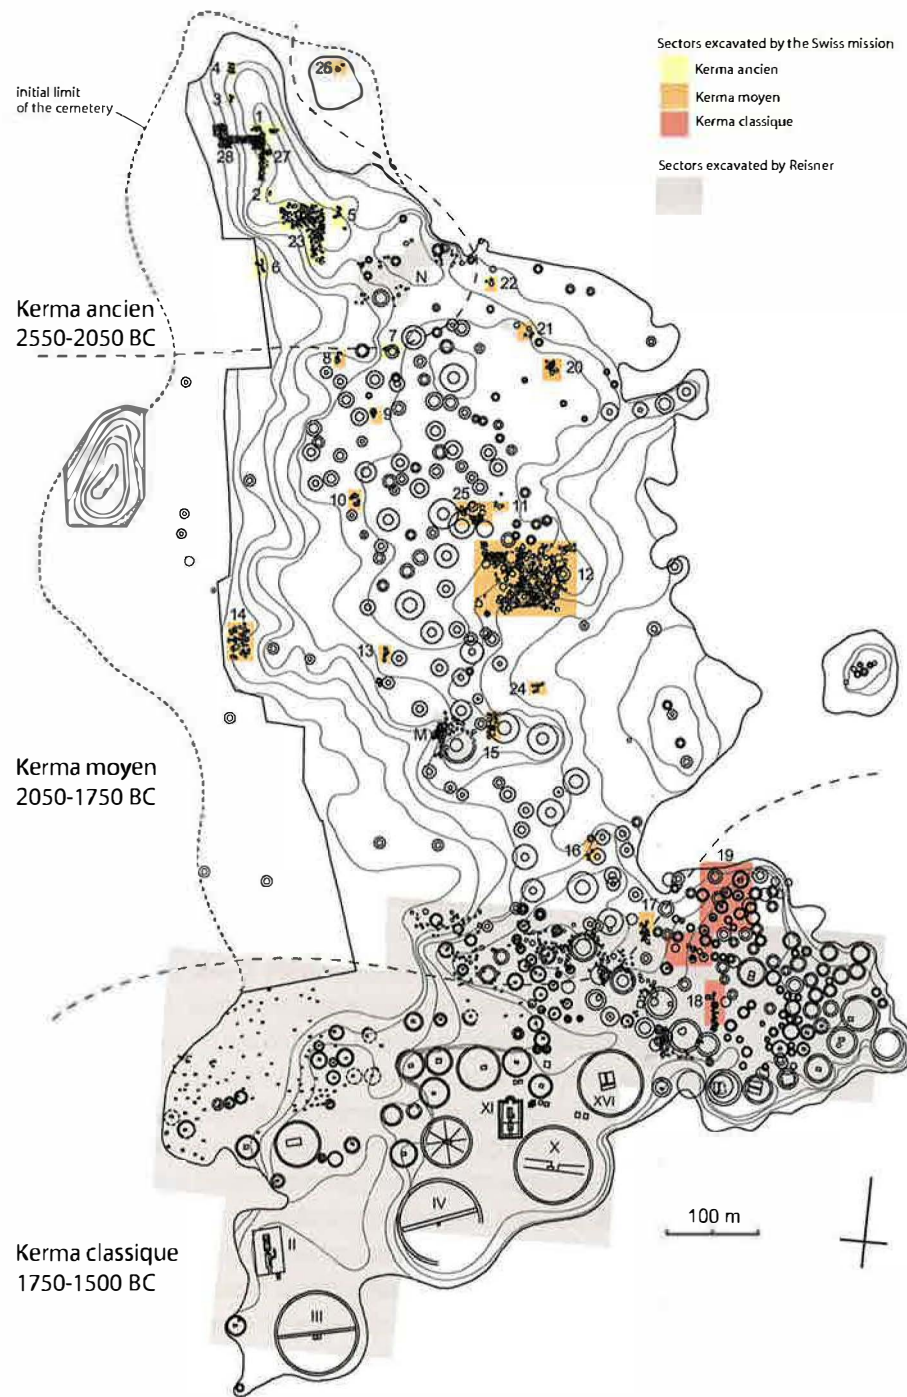 Sectors excavated by the Swiss mission
Kerma ancien
Kerma moyen
Kerma classique
Sectors excavated by Reisner
initial limit
of the cemetery
4
3
1
28
27
2
5
23
6
26
N
22
Kerma ancien
2550-2050 BC
7
8
21
20
9
10
25
11
12
14
13
24
M
15
Kerma moyen
2050-1750 BC
16
19
17
18
XI
XVI
X
IV
100 m
Kerma classique
1750-1500 BC
II
III